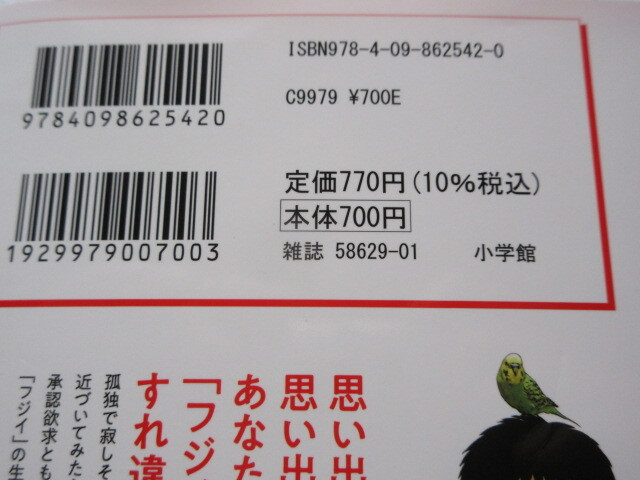 ISBN978-4-09-862542-0
9784098625420
C9979 ¥700E
定価770円(10%税込)
本体700円
1929979007003
雑誌 58629-01 小学館
思い出
思い出
あなた
「フジ
すれ違
孤独で寂しそ
近づいてみた
承認欲求とも
「フジイ」の生